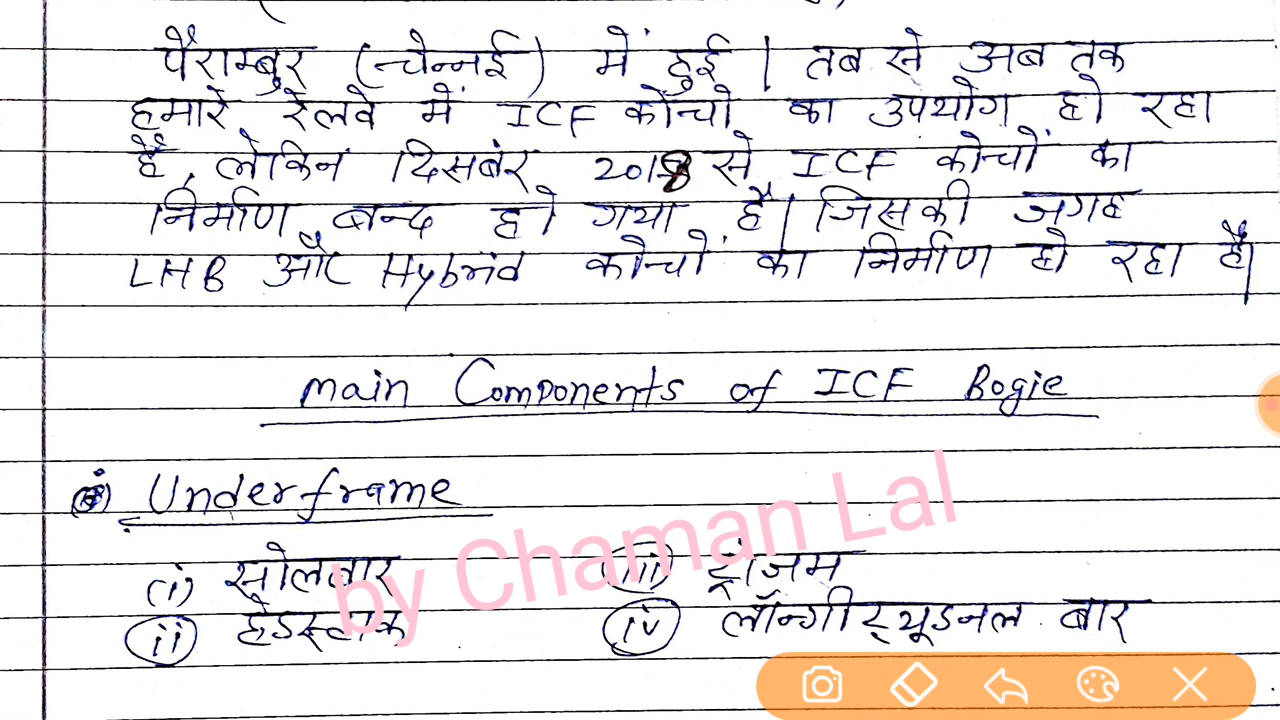 पैराम्बुर (चेन्नई) में हुई। तब से अब तक
हमारे रेलवे में ICF कोचो का उपयोग हो रहा
है, लेकिन दिसबंर 2018 से ICF कोचों का
निर्माण बन्द हो गया है। जिसकी जगह
LHB और Hybrid कोचों का निर्माण हो रहा है।
main Components of ICF Bogie
Underframe
(i) सोलबार
(iii) ट्रांजम
(ii) हेडस्टाक
(iv) लॉन्गीट्यूडनल बार
by Chaman Lal